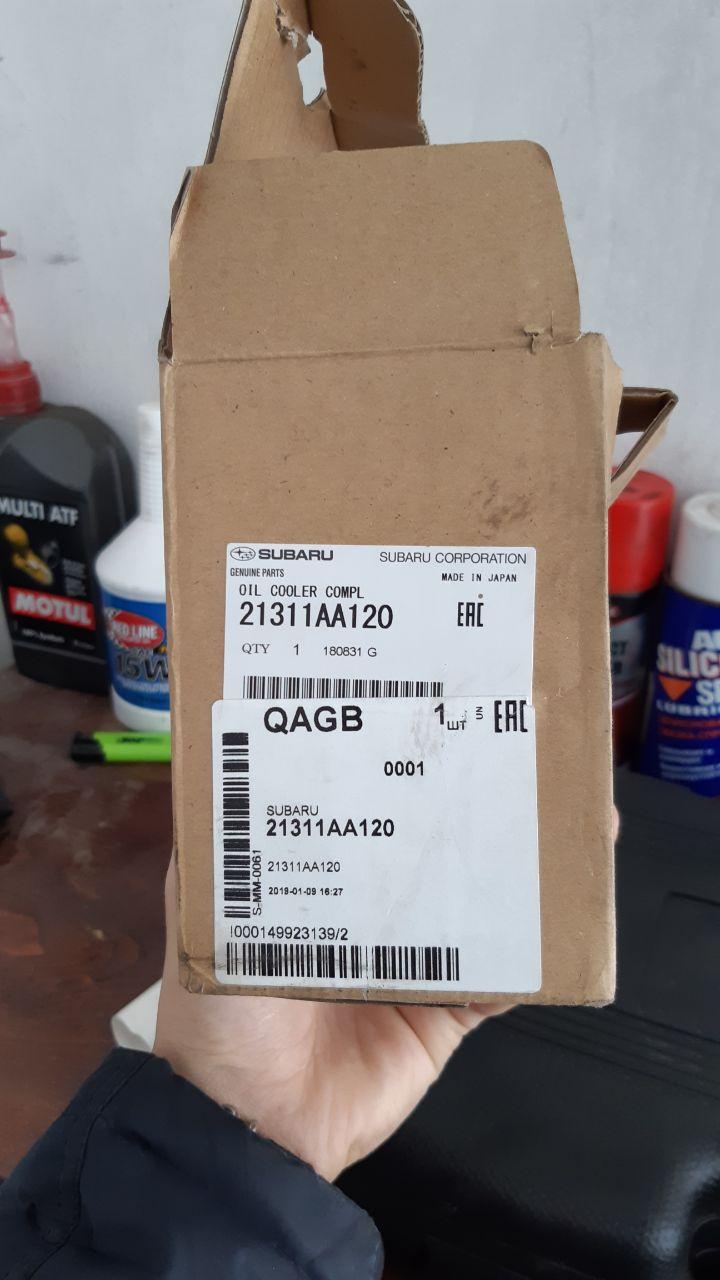 SUBARU SUBARU CORPORATION
GENUINE PARTS MADE IN JAPAN
OIL COOLER COMPL
21311AA120 EAC
QTY 1 180831 G
QAGB 1шт UN EAC
0001
SUBARU
21311AA120
21311AA120
2019-01-09 16:27
S-MM-0061
I000149923139/2
MULTI ATF
MOTUL
RED LINE
15W
SILIC